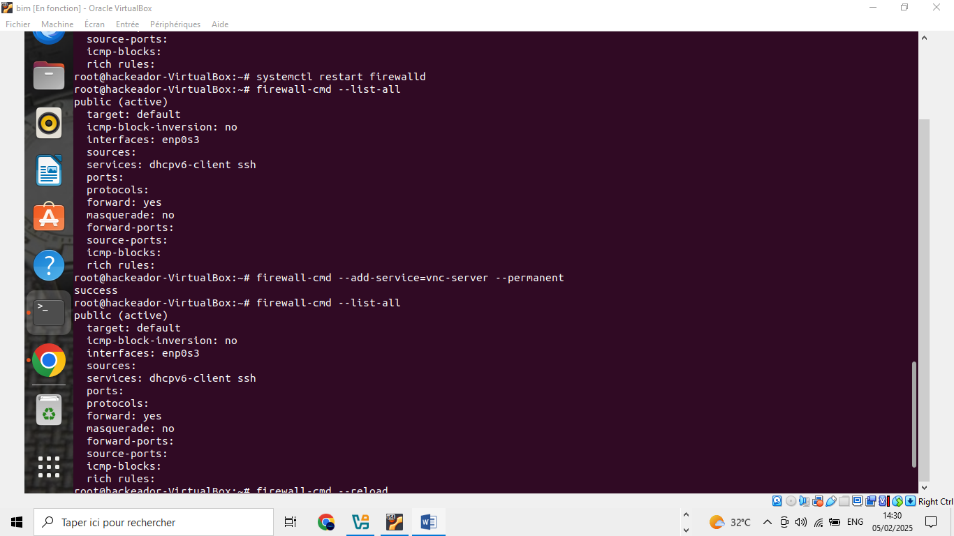 bim [En fonction] - Oracle VirtualBox
Fichier Machine Écran Entrée Périphériques Aide
source-ports:
icmp-blocks:
rich rules:
root@hackeador-VirtualBox:~# systemctl restart firewalld
root@hackeador-VirtualBox:~# firewall-cmd --list-all
public (active)
target: default
icmp-block-inversion: no
interfaces: enp0s3
sources:
services: dhcpv6-client ssh
ports:
protocols:
forward: yes
masquerade: no
forward-ports:
source-ports:
icmp-blocks:
rich rules:
root@hackeador-VirtualBox:~# firewall-cmd --add-service=vnc-server --permanent
success
root@hackeador-VirtualBox:~# firewall-cmd --list-all
public (active)
target: default
icmp-block-inversion: no
interfaces: enp0s3
sources:
services: dhcpv6-client ssh
ports:
protocols:
forward: yes
masquerade: no
forward-ports:
source-ports:
icmp-blocks:
rich rules:
root@hackeador-VirtualBox:~# firewall-cmd --reload
Right Ctrl
Taper ici pour rechercher
32°C
ENG
14:30
05/02/2025